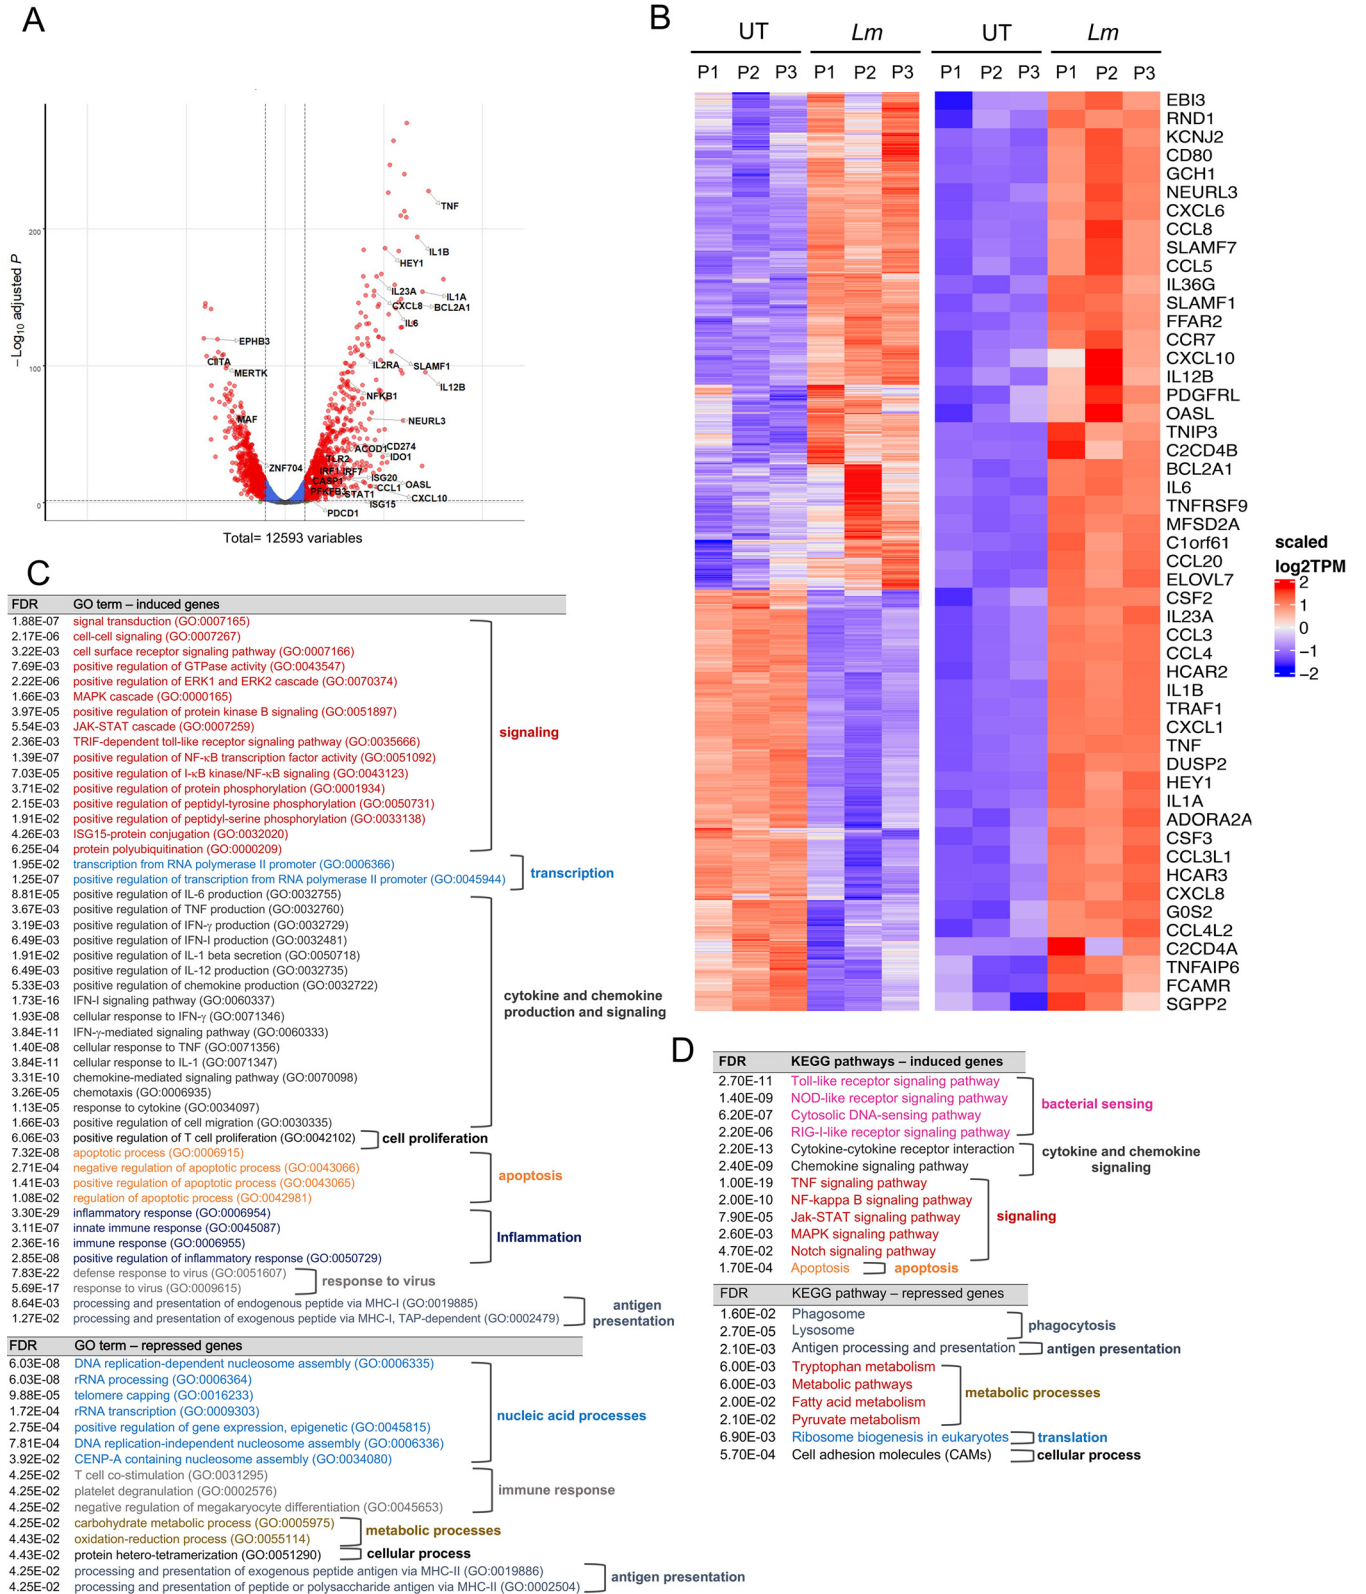 A
−Log10 adjusted P
200
100
0
TNF
IL1B
HEY1
IL23A
IL1A
CXCL8
BCL2A1
IL6
EPHB3
CIITA
MERTK
IL2RA
SLAMF1
IL12B
NFKB1
MAF
NEURL3
ACOD1
CD274
IDO1
TLR2
ZNF704
IRF1
IRF7
CASP1
ISG20
OASL
PFKFB3
CCL1
STAT1
CXCL10
ISG15
PDCD1
Total= 12593 variables
B
UT Lm UT Lm
P1 P2 P3 P1 P2 P3 P1 P2 P3 P1 P2 P3
EBI3
RND1
KCNJ2
CD80
GCH1
NEURL3
CXCL6
CCL8
SLAMF7
CCL5
IL36G
SLAMF1
FFAR2
CCR7
CXCL10
IL12B
PDGFRL
OASL
TNIP3
C2CD4B
BCL2A1
IL6
TNFRSF9
MFSD2A
C1orf61
CCL20
ELOVL7
CSF2
IL23A
CCL3
CCL4
HCAR2
IL1B
TRAF1
CXCL1
TNF
DUSP2
HEY1
IL1A
ADORA2A
CSF3
CCL3L1
HCAR3
CXCL8
G0S2
CCL4L2
C2CD4A
TNFAIP6
FCAMR
SGPP2
scaled
log2TPM
2
1
0
−1
−2
C
FDR GO term – induced genes
1.88E-07 signal transduction (GO:0007165)
2.17E-06 cell-cell signaling (GO:0007267)
3.22E-03 cell surface receptor signaling pathway (GO:0007166)
7.69E-03 positive regulation of GTPase activity (GO:0043547)
2.22E-06 positive regulation of ERK1 and ERK2 cascade (GO:0070374)
1.66E-03 MAPK cascade (GO:0000165)
3.97E-05 positive regulation of protein kinase B signaling (GO:0051897)
5.54E-03 JAK-STAT cascade (GO:0007259)
2.36E-03 TRIF-dependent toll-like receptor signaling pathway (GO:0035666)
1.39E-07 positive regulation of NF-κB transcription factor activity (GO:0051092)
7.03E-05 positive regulation of I-κB kinase/NF-κB signaling (GO:0043123)
3.71E-02 positive regulation of protein phosphorylation (GO:0001934)
2.15E-03 positive regulation of peptidyl-tyrosine phosphorylation (GO:0050731)
1.91E-02 positive regulation of peptidyl-serine phosphorylation (GO:0033138)
4.26E-03 ISG15-protein conjugation (GO:0032020)
6.25E-04 protein polyubiquitination (GO:0000209)
signaling
1.95E-02 transcription from RNA polymerase II promoter (GO:0006366)
1.25E-07 positive regulation of transcription from RNA polymerase II promoter (GO:0045944)
transcription
8.81E-05 positive regulation of IL-6 production (GO:0032755)
3.67E-03 positive regulation of TNF production (GO:0032760)
3.19E-03 positive regulation of IFN-γ production (GO:0032729)
6.49E-03 positive regulation of IFN-I production (GO:0032481)
1.91E-02 positive regulation of IL-1 beta secretion (GO:0050718)
6.49E-03 positive regulation of IL-12 production (GO:0032735)
5.33E-03 positive regulation of chemokine production (GO:0032722)
1.73E-16 IFN-I signaling pathway (GO:0060337)
1.93E-08 cellular response to IFN-γ (GO:0071346)
3.84E-11 IFN-γ-mediated signaling pathway (GO:0060333)
1.40E-08 cellular response to TNF (GO:0071356)
3.84E-11 cellular response to IL-1 (GO:0071347)
3.31E-10 chemokine-mediated signaling pathway (GO:0070098)
3.26E-05 chemotaxis (GO:0006935)
1.13E-05 response to cytokine (GO:0034097)
1.66E-03 positive regulation of cell migration (GO:0030335)
cytokine and chemokine
production and signaling
6.06E-03 positive regulation of T cell proliferation (GO:0042102) cell proliferation
7.32E-08 apoptotic process (GO:0006915)
2.71E-04 negative regulation of apoptotic process (GO:0043066)
1.41E-03 positive regulation of apoptotic process (GO:0043065)
1.08E-02 regulation of apoptotic process (GO:0042981)
apoptosis
3.30E-29 inflammatory response (GO:0006954)
3.11E-07 innate immune response (GO:0045087)
2.36E-16 immune response (GO:0006955)
2.85E-08 positive regulation of inflammatory response (GO:0050729)
Inflammation
7.83E-22 defense response to virus (GO:0051607)
5.69E-17 response to virus (GO:0009615)
response to virus
8.64E-03 processing and presentation of endogenous peptide via MHC-I (GO:0019885)
1.27E-02 processing and presentation of exogenous peptide via MHC-I, TAP-dependent (GO:0002479)
antigen
presentation
FDR GO term – repressed genes
6.03E-08 DNA replication-dependent nucleosome assembly (GO:0006335)
6.03E-08 rRNA processing (GO:0006364)
9.88E-05 telomere capping (GO:0016233)
1.72E-04 rRNA transcription (GO:0009303)
2.75E-04 positive regulation of gene expression, epigenetic (GO:0045815)
7.81E-04 DNA replication-independent nucleosome assembly (GO:0006336)
3.92E-02 CENP-A containing nucleosome assembly (GO:0034080)
nucleic acid processes
4.25E-02 T cell co-stimulation (GO:0031295)
4.25E-02 platelet degranulation (GO:0002576)
4.25E-02 negative regulation of megakaryocyte differentiation (GO:0045653)
immune response
4.25E-02 carbohydrate metabolic process (GO:0005975)
4.43E-02 oxidation-reduction process (GO:0055114)
metabolic processes
4.43E-02 protein hetero-tetramerization (GO:0051290) cellular process
4.25E-02 processing and presentation of exogenous peptide antigen via MHC-II (GO:0019886)
4.25E-02 processing and presentation of peptide or polysaccharide antigen via MHC-II (GO:0002504)
antigen presentation
D
FDR KEGG pathways – induced genes
2.70E-11 Toll-like receptor signaling pathway
1.40E-09 NOD-like receptor signaling pathway
6.20E-07 Cytosolic DNA-sensing pathway
2.20E-06 RIG-I-like receptor signaling pathway
bacterial sensing
2.20E-13 Cytokine-cytokine receptor interaction
2.40E-09 Chemokine signaling pathway
cytokine and chemokine
signaling
1.00E-19 TNF signaling pathway
2.00E-10 NF-kappa B signaling pathway
7.90E-05 Jak-STAT signaling pathway
2.60E-03 MAPK signaling pathway
4.70E-02 Notch signaling pathway
signaling
1.70E-04 Apoptosis apoptosis
FDR KEGG pathway – repressed genes
1.60E-02 Phagosome
2.70E-05 Lysosome
phagocytosis
2.10E-03 Antigen processing and presentation antigen presentation
6.00E-03 Tryptophan metabolism
6.00E-03 Metabolic pathways
2.00E-02 Fatty acid metabolism
2.10E-02 Pyruvate metabolism
metabolic processes
6.90E-03 Ribosome biogenesis in eukaryotes translation
5.70E-04 Cell adhesion molecules (CAMs) cellular process